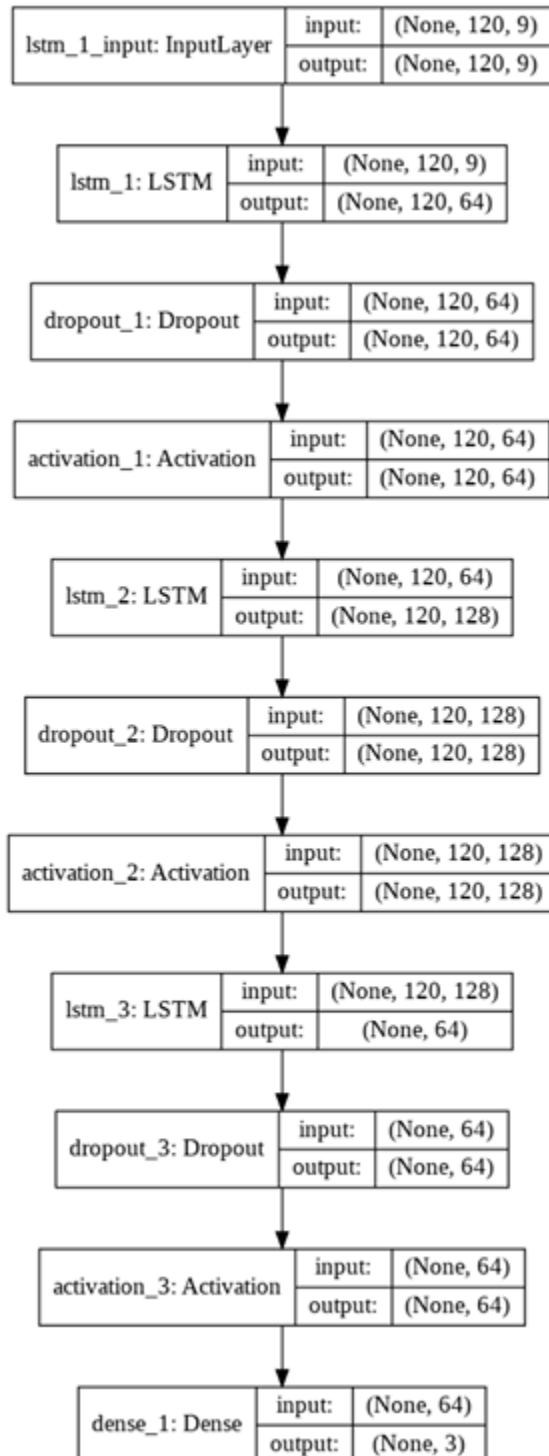 lstm_1_input: InputLayer
input: (None, 120, 9)
output: (None, 120, 9)
lstm_1: LSTM
input: (None, 120, 9)
output: (None, 120, 64)
dropout_1: Dropout
input: (None, 120, 64)
output: (None, 120, 64)
activation_1: Activation
input: (None, 120, 64)
output: (None, 120, 64)
lstm_2: LSTM
input: (None, 120, 64)
output: (None, 120, 128)
dropout_2: Dropout
input: (None, 120, 128)
output: (None, 120, 128)
activation_2: Activation
input: (None, 120, 128)
output: (None, 120, 128)
lstm_3: LSTM
input: (None, 120, 128)
output: (None, 64)
dropout_3: Dropout
input: (None, 64)
output: (None, 64)
activation_3: Activation
input: (None, 64)
output: (None, 64)
dense_1: Dense
input: (None, 64)
output: (None, 3)